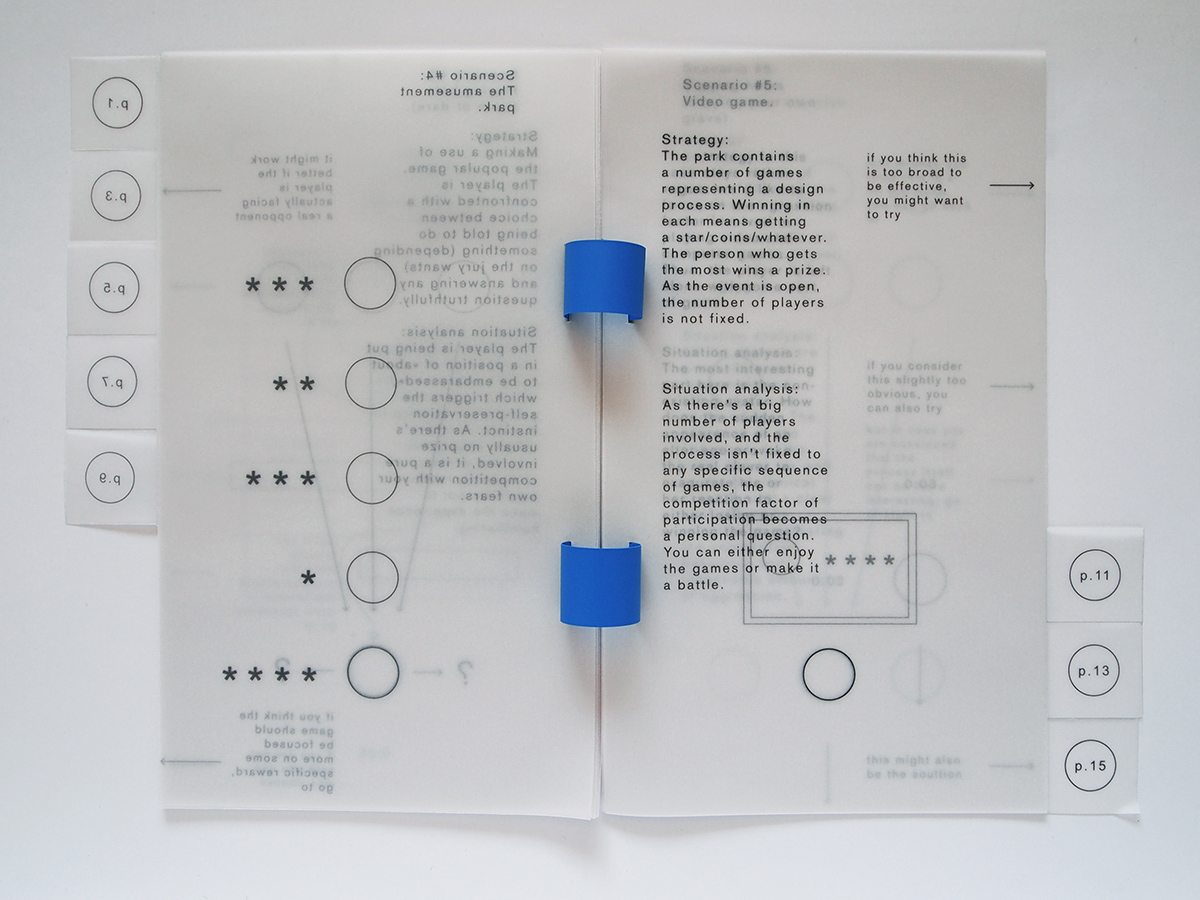 p.1
p.3
p.5
p.7
p.9
Scenario #4:
The amusement
park.
Strategy:
Making a use of
the popular game.
The player is
confronted with a
choice between
being told to do
something (depending
on the jury wants)
and answering any
question truthfully.
Situation analysis:
The player is being put
in a position of «about
to be embarassed»
which triggers the
self-preservation
instinct. As there's
usually no prize
involved, it is a pure
competition with your
own fears.
it might work
better if the
player is
actually facing
a real opponent
* * *
* *
* * *
*
* * * *
? ?
if you think the
game should
be focused
more on some
specific reward,
go to
Scenario #5:
Video game.
Strategy:
The park contains
a number of games
representing a design
process. Winning in
each means getting
a star/coins/whatever.
The person who gets
the most wins a prize.
As the event is open,
the number of players
is not fixed.
Situation analysis:
The most interesting
Situation analysis:
As there's a big
number of players
involved, and the
process isn't fixed to
any specific sequence
of games, the
competition factor of
participation becomes
a personal question.
You can either enjoy
the games or make it
a battle.
* * * *
if you think this
is too broad to
be effective,
you might want
to try
if you consider
this slightly too
obvious, you
can also try
0:03
this might also
be the soultion
p.11
p.13
p.15